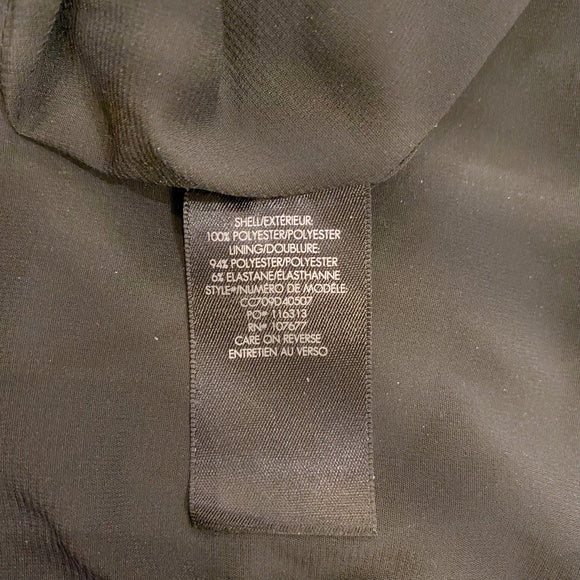 SHELL/EXTÉRIEUR:
100% POLYESTER/POLYESTER
LINING/DOUBLURE:
94% POLYESTER/POLYESTER
6% ELASTANE/ÉLASTHANNE
STYLE#/NUMÉRO DE MODÈLE:
CC709D40507
PO# 116313
RN# 107677
CARE ON REVERSE
ENTRETIEN AU VERSO